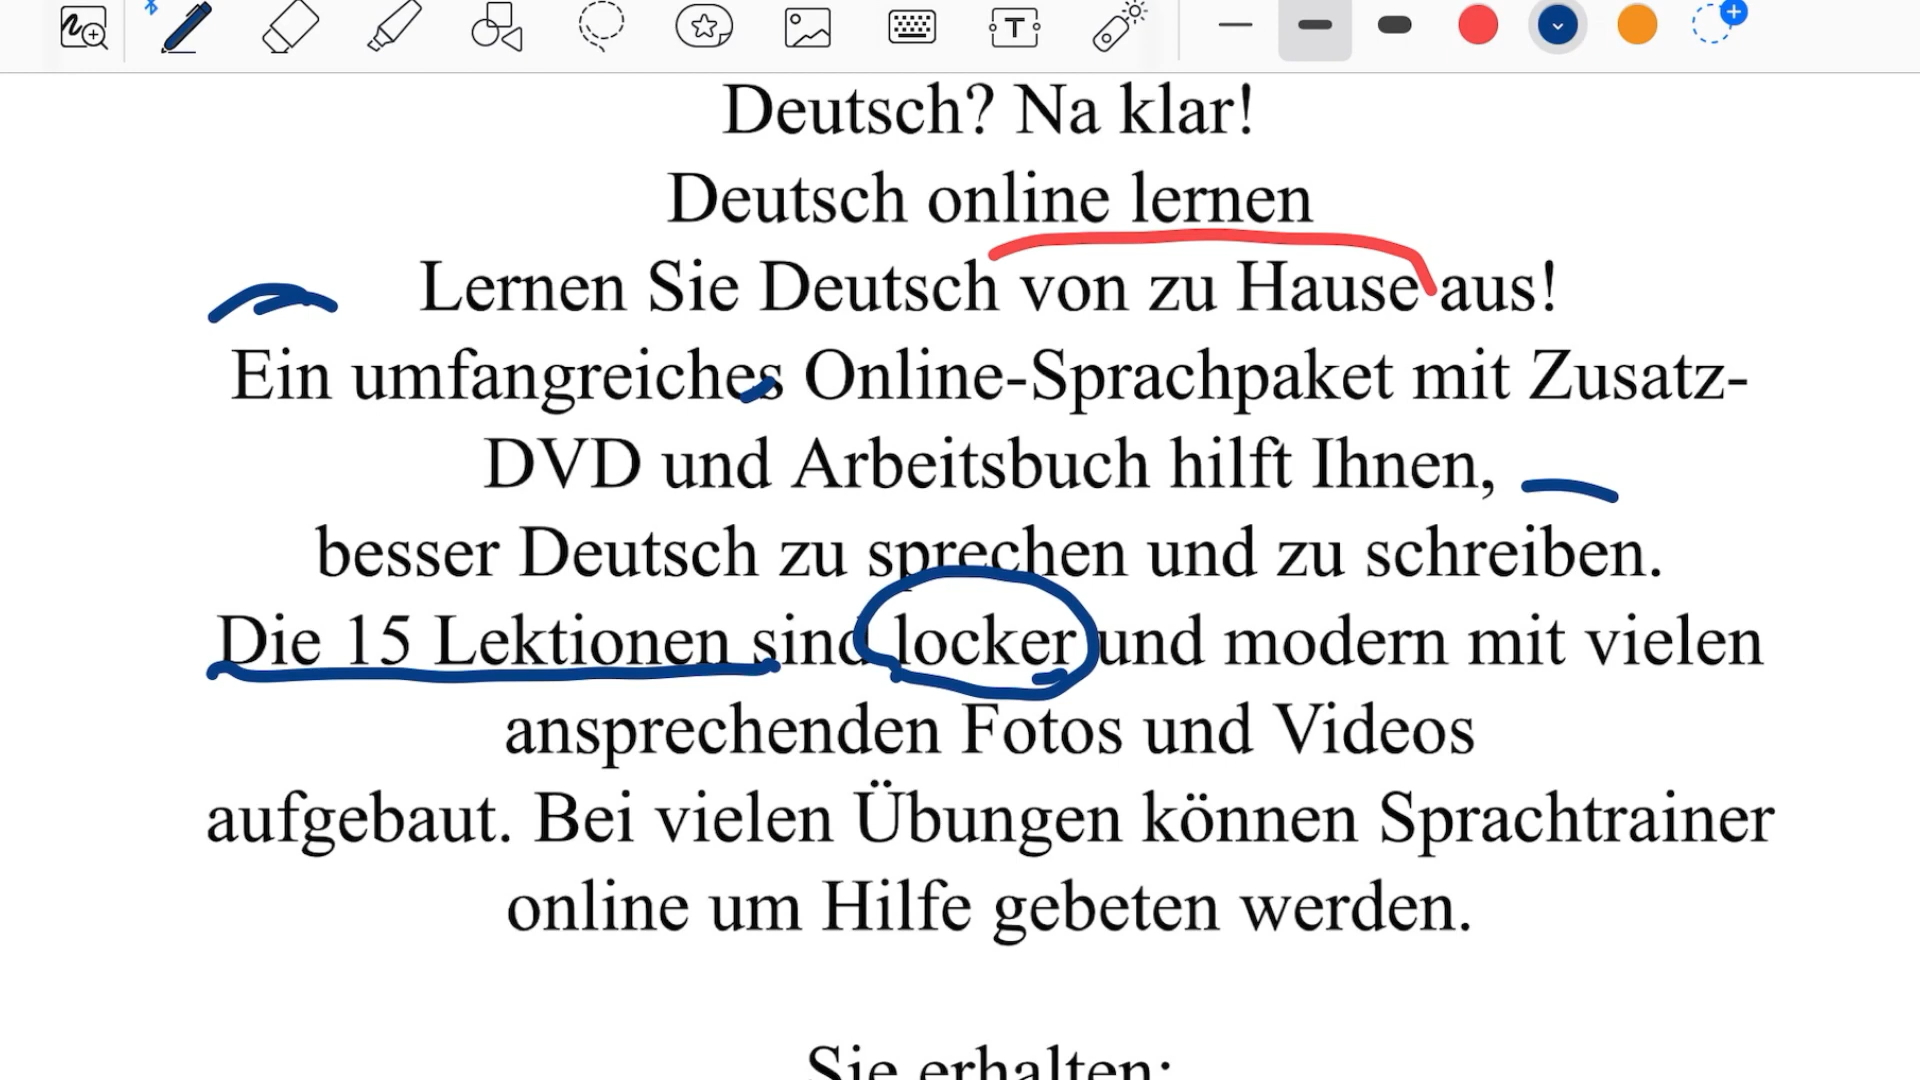 Deutsch? Na klar!
Deutsch online lernen
Lernen Sie Deutsch von zu Hause aus!
Ein umfangreiches Online-Sprachpaket mit Zusatz-
DVD und Arbeitsbuch hilft Ihnen,
besser Deutsch zu sprechen und zu schreiben.
Die 15 Lektionen sind locker und modern mit vielen
ansprechenden Fotos und Videos
aufgebaut. Bei vielen Übungen können Sprachtrainer
online um Hilfe gebeten werden.
Sie erhalten: